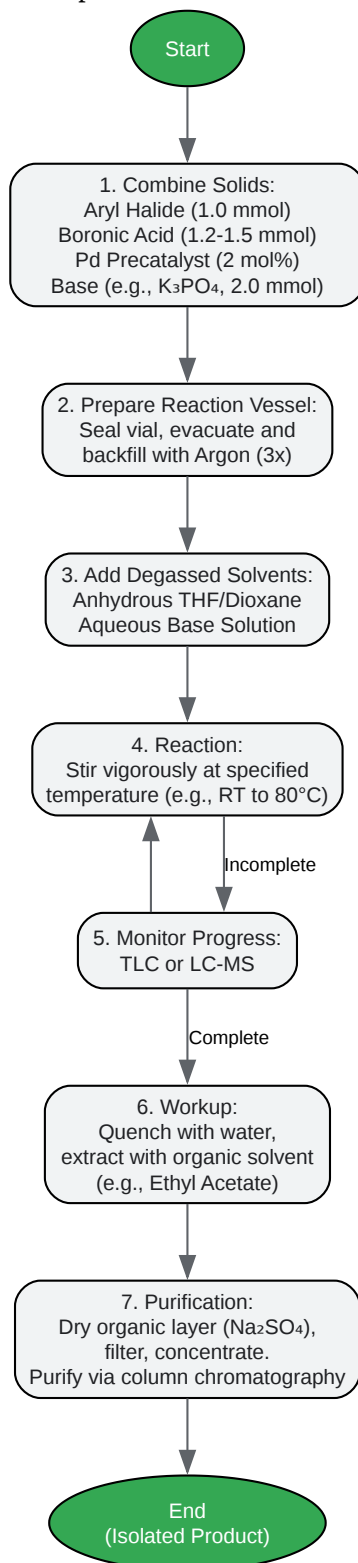 Start
1. Combine Solids:
Aryl Halide (1.0 mmol)
Boronic Acid (1.2-1.5 mmol)
Pd Precatalyst (2 mol%)
Base (e.g., K₃PO₄, 2.0 mmol)
2. Prepare Reaction Vessel:
Seal vial, evacuate and
backfill with Argon (3x)
3. Add Degassed Solvents:
Anhydrous THF/Dioxane
Aqueous Base Solution
4. Reaction:
Stir vigorously at specified
temperature (e.g., RT to 80°C)
Incomplete
5. Monitor Progress:
TLC or LC-MS
Complete
6. Workup:
Quench with water,
extract with organic solvent
(e.g., Ethyl Acetate)
7. Purification:
Dry organic layer (Na₂SO₄),
filter, concentrate.
Purify via column chromatography
End
(Isolated Product)